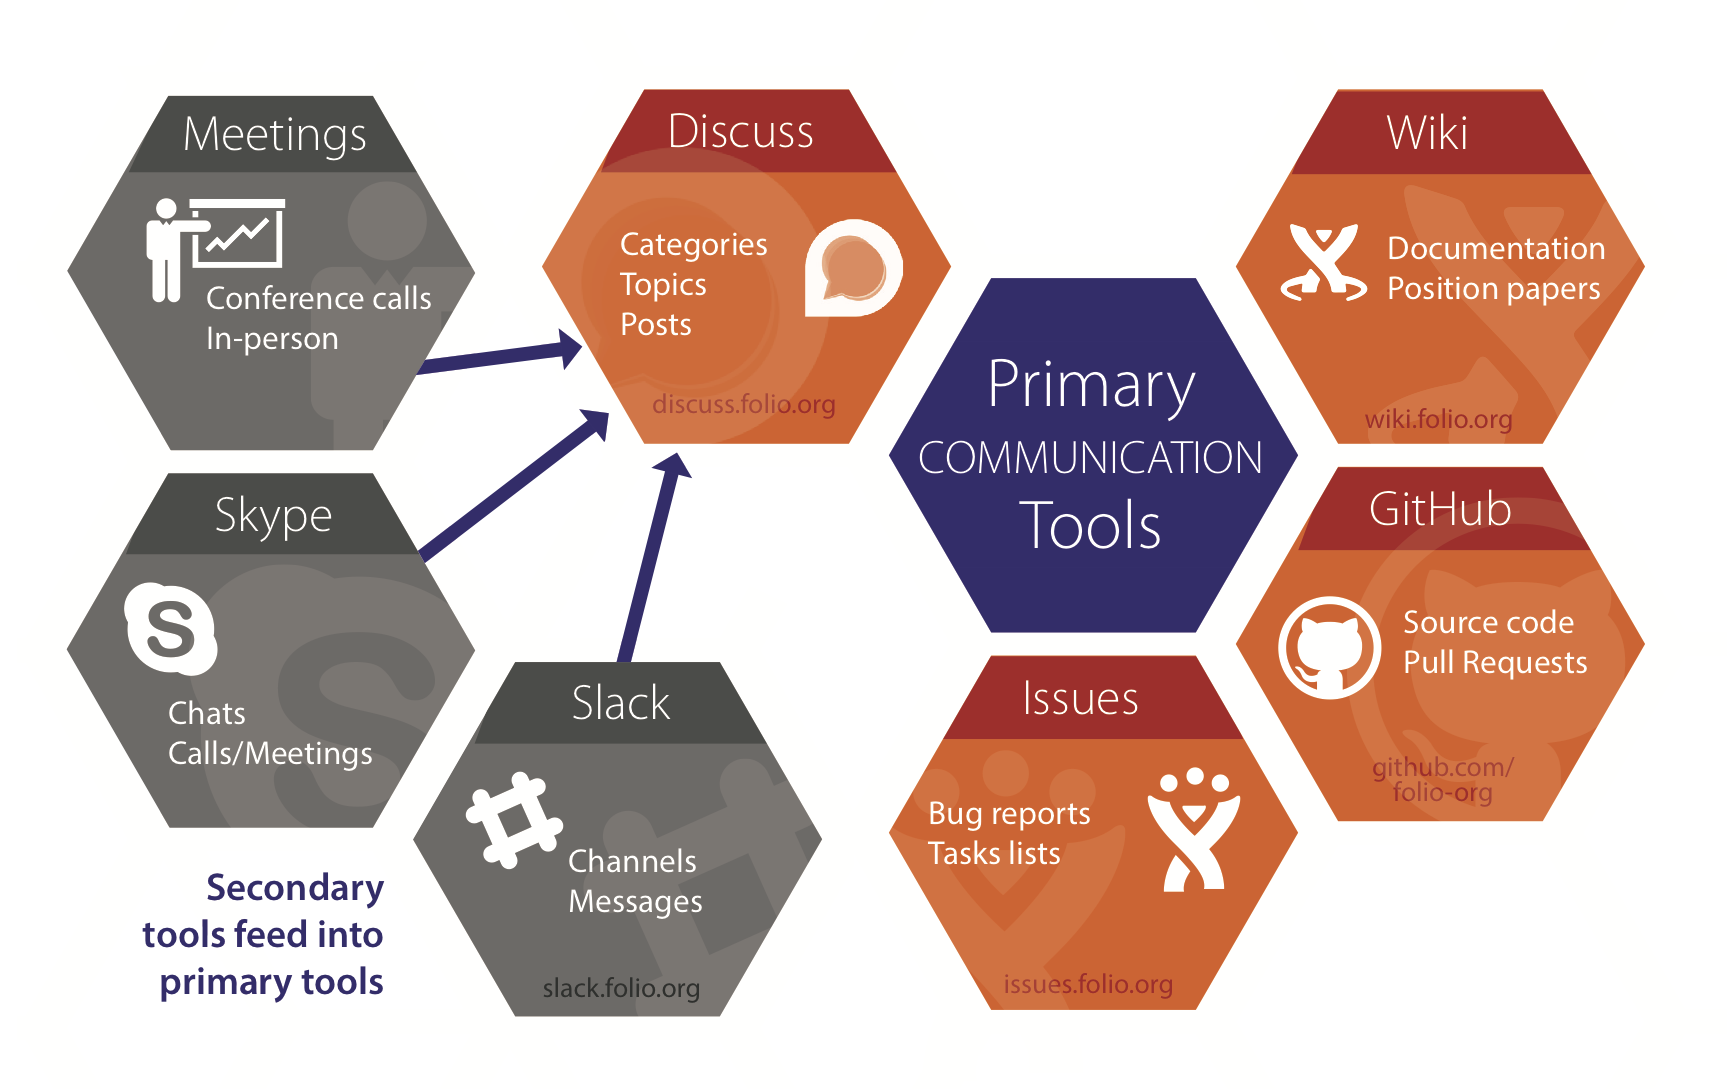 Meetings
Conference calls
In-person
Discuss
Categories
Topics
Posts
discuss.folio.org
Primary
COMMUNICATION
Tools
Wiki
Documentation
Position papers
wiki.folio.org
Skype
S
Chats
Calls/Meetings
Slack
Channels
Messages
slack.folio.org
Issues
Bug reports
Tasks lists
issues.folio.org
GitHub
Source code
Pull Requests
github.com/
folio-org
Secondary
tools feed into
primary tools